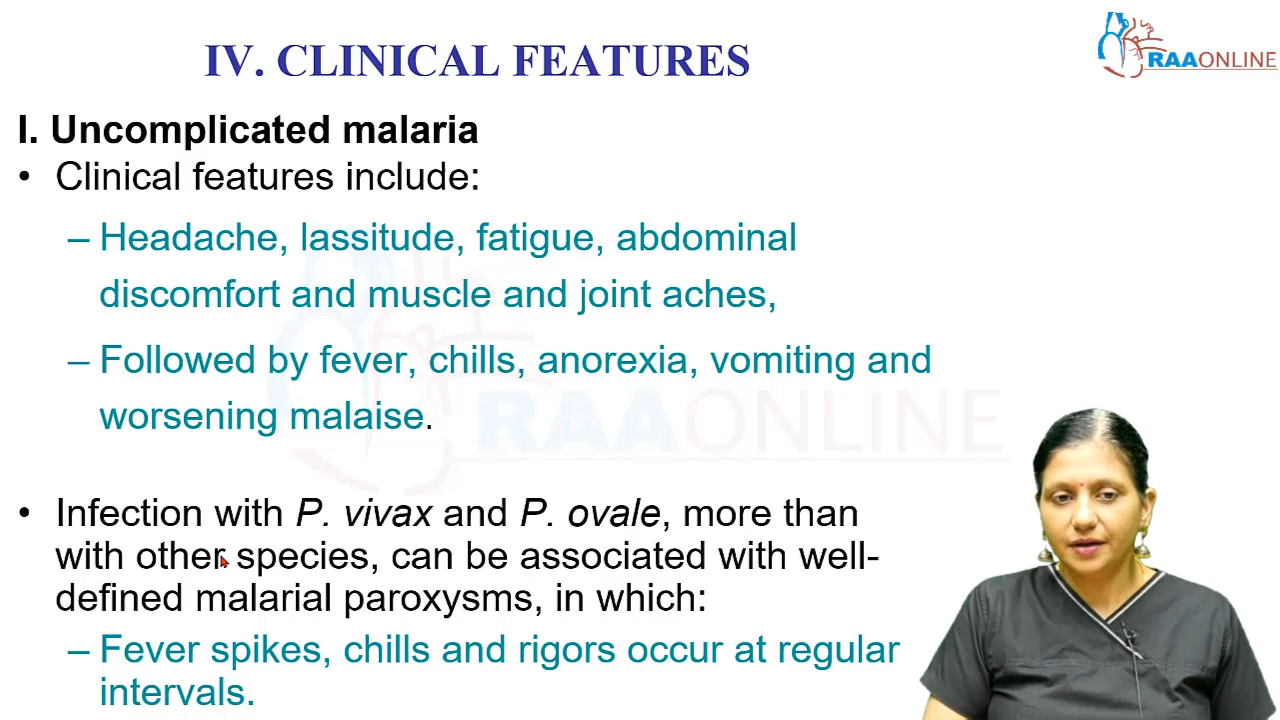 IV. CLINICAL FEATURES
RAAONLINE
I. Uncomplicated malaria
• Clinical features include:
– Headache, lassitude, fatigue, abdominal
discomfort and muscle and joint aches,
– Followed by fever, chills, anorexia, vomiting and
worsening malaise.
RAAONLINE
• Infection with P. vivax and P. ovale, more than
with other species, can be associated with well-
defined malarial paroxysms, in which:
– Fever spikes, chills and rigors occur at regular
intervals.